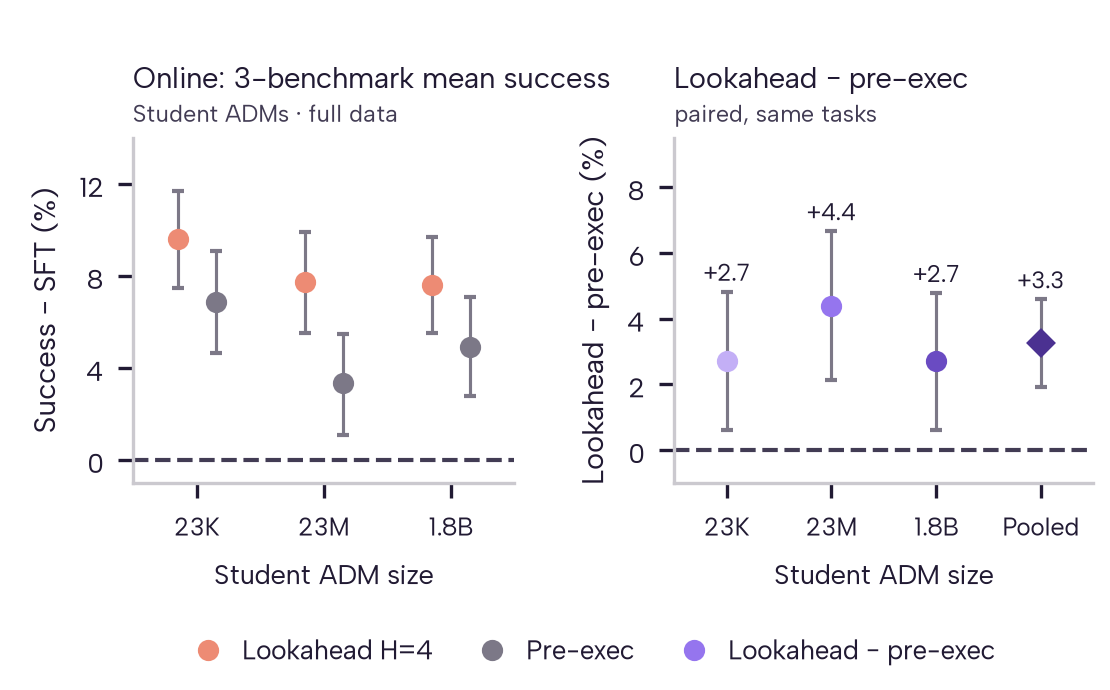 Online: 3-benchmark mean success
Student ADMs · full data
Success - SFT (%)
12
8
4
0
23K
23M
1.8B
Student ADM size
Lookahead - pre-exec
paired, same tasks
Lookahead - pre-exec (%)
8
6
4
2
0
+2.7
+4.4
+2.7
+3.3
23K
23M
1.8B
Pooled
Student ADM size
Lookahead H=4
Pre-exec
Lookahead - pre-exec